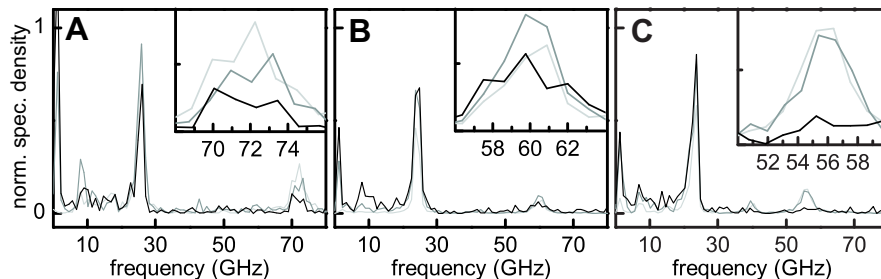 A
B
C
norm. spec. density
1
0
70 72 74
58 60 62
52 54 56 58
10 30 50 70
10 30 50 70
10 30 50 70
frequency (GHz)
frequency (GHz)
frequency (GHz)